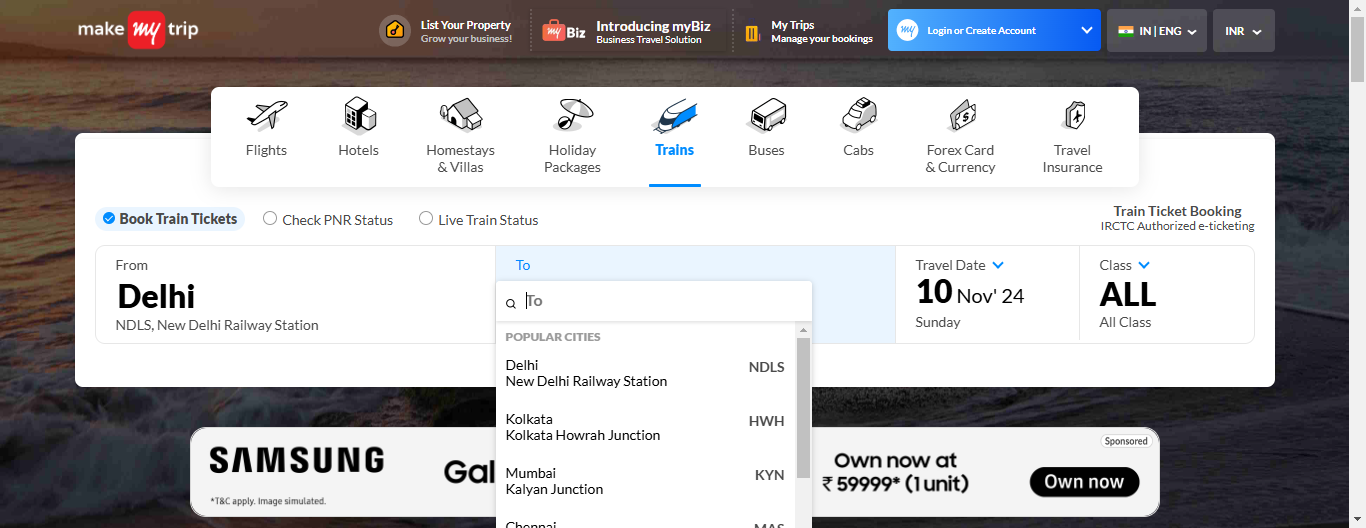 make my trip
List Your Property
Grow your business!
my Biz
Introducing myBiz
Business Travel Solution
My Trips
Manage your bookings
my
Login or Create Account
IN | ENG
INR
Flights
Hotels
Homestays
& Villas
Holiday
Packages
Trains
Buses
Cabs
Forex Card
& Currency
Travel
Insurance
Book Train Tickets
Check PNR Status
Live Train Status
Train Ticket Booking
IRCTC Authorized e-ticketing
From
Delhi
NDLS, New Delhi Railway Station
To
To
POPULAR CITIES
Delhi
NDLS
New Delhi Railway Station
Kolkata
HWH
Kolkata Howrah Junction
Mumbai
KYN
Kalyan Junction
Chennai
MAS
Travel Date
10 Nov' 24
Sunday
Class
ALL
All Class
Sponsored
SAMSUNG
*T&C apply. Image simulated.
Gal
Own now at
₹ 59999* (1 unit)
Own now